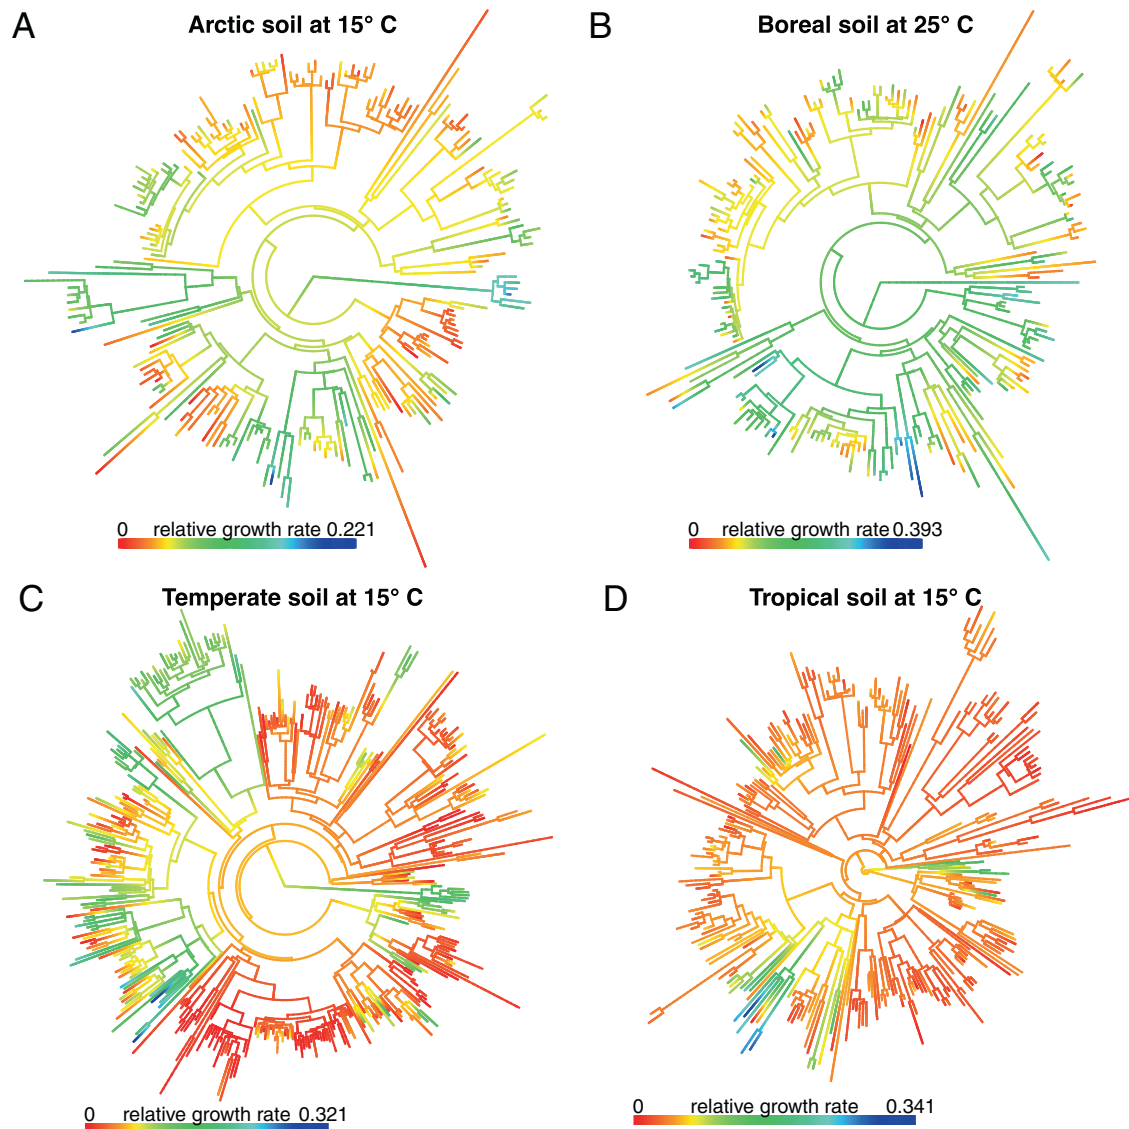 A
Arctic soil at 15° C
0 relative growth rate 0.221
B
Boreal soil at 25° C
0 relative growth rate 0.393
C
Temperate soil at 15° C
0 relative growth rate 0.321
D
Tropical soil at 15° C
0 relative growth rate 0.341